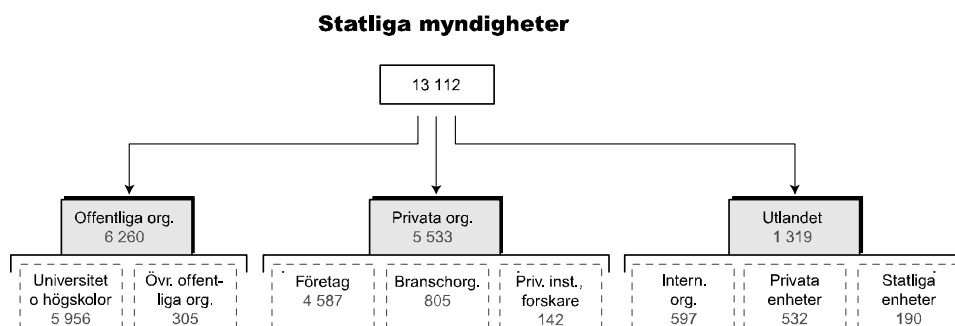 Statliga myndigheter
13 112
Offentliga org.
6 260
Privata org.
5 533
Utlandet
1 319
Universitet
o högskolor
5 956
Övr. offent-
liga org.
305
Företag
4 587
Branschorg.
805
Priv. inst.,
forskare
142
Intern.
org.
597
Privata
enheter
532
Statliga
enheter
190